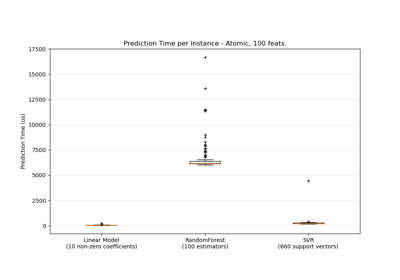 Prediction Time per Instance - Atomic, 100 feats.
17500
15000
12500
10000
7500
5000
2500
0
Prediction Time (us)
Linear Model
(10 non-zero coefficients)
RandomForest
(100 estimators)
SVR
(660 support vectors)